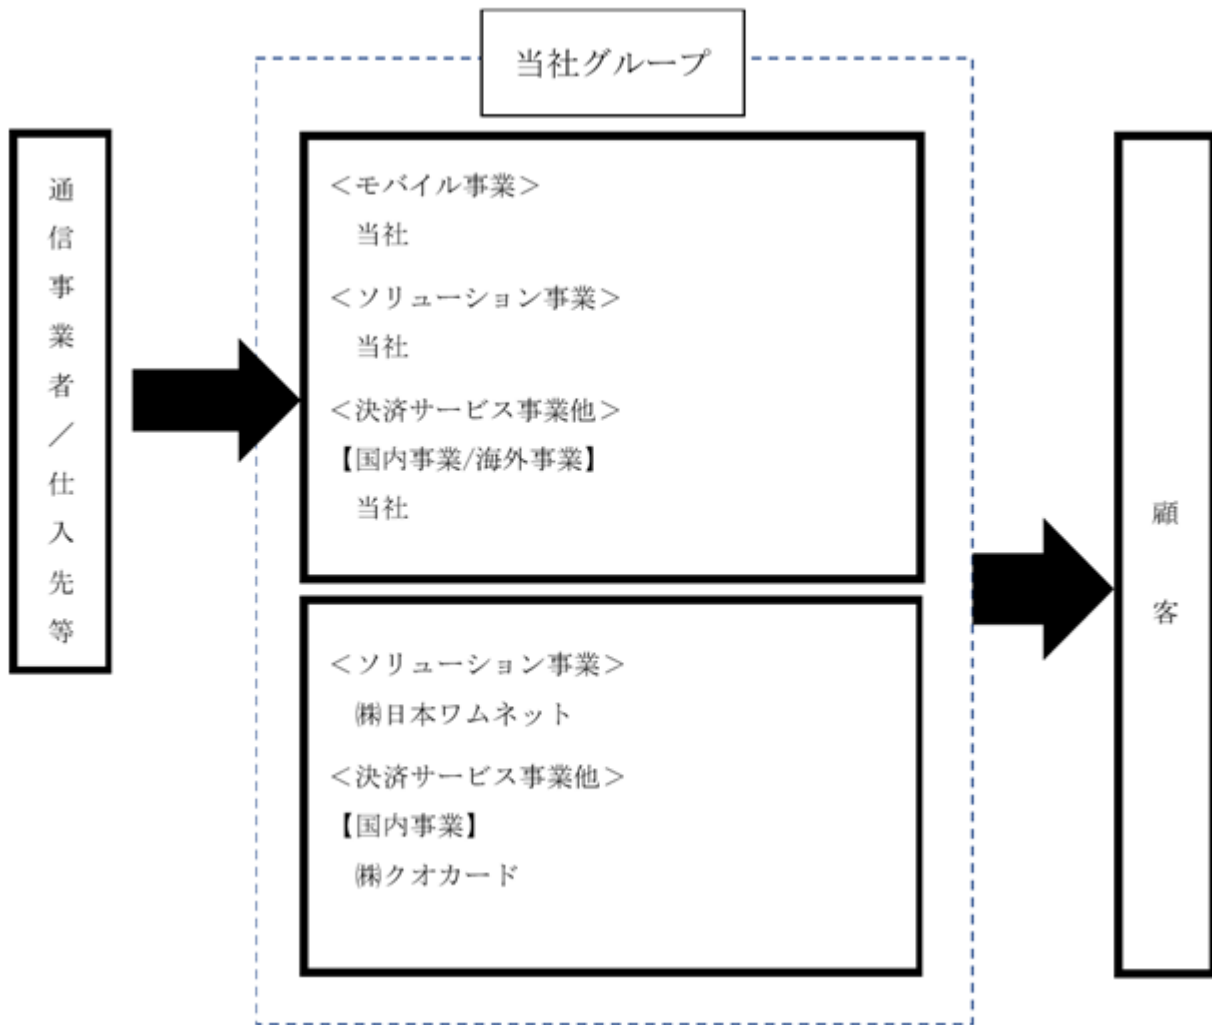 当社グループ
通信事業者／仕入先等
＜モバイル事業＞
当社
＜ソリューション事業＞
当社
＜決済サービス事業他＞
【国内事業/海外事業】
当社
＜ソリューション事業＞
㈱日本ワムネット
＜決済サービス事業他＞
【国内事業】
㈱クオカード
顧客